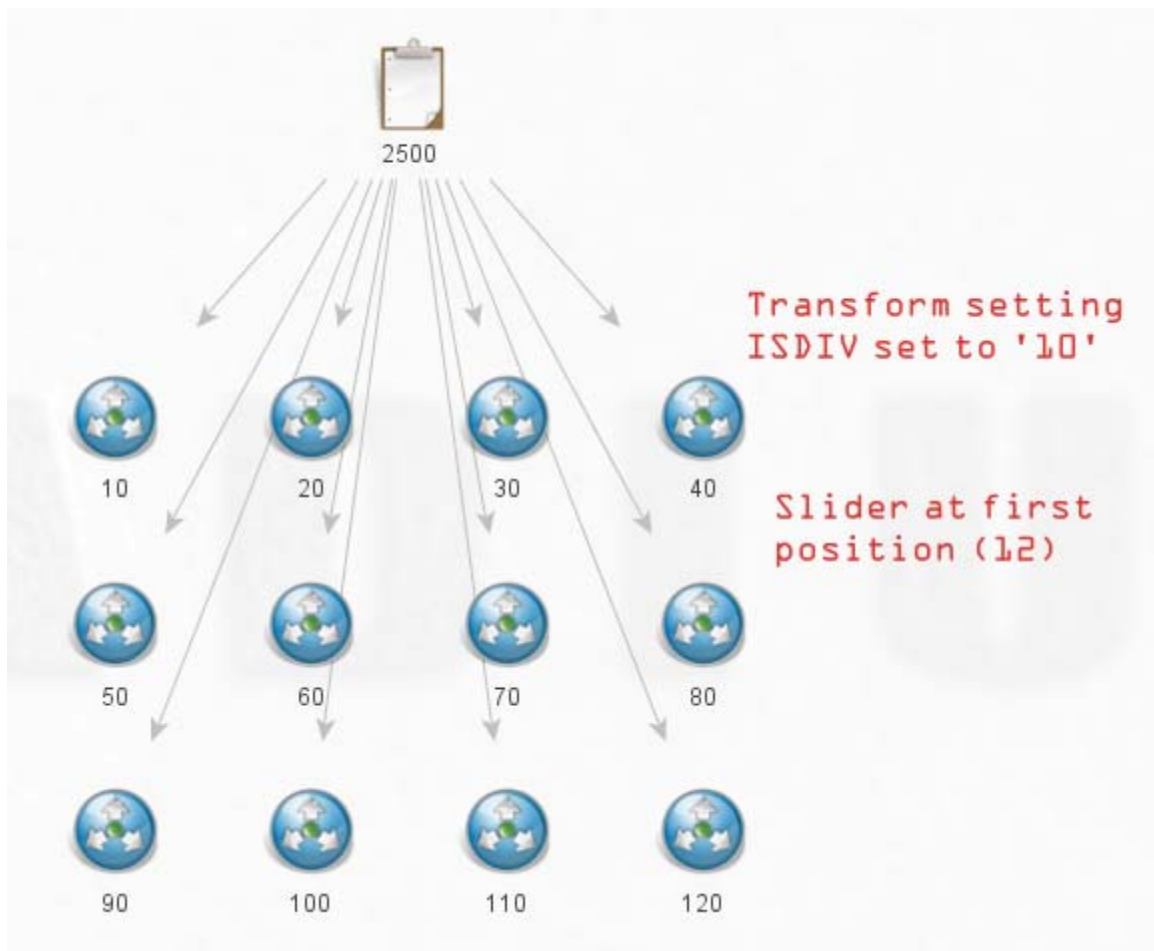 2500
Transform setting
ISDIV set to '10'
10 20 30 40
Slider at first
position (12)
50 60 70 80
90 100 110 120